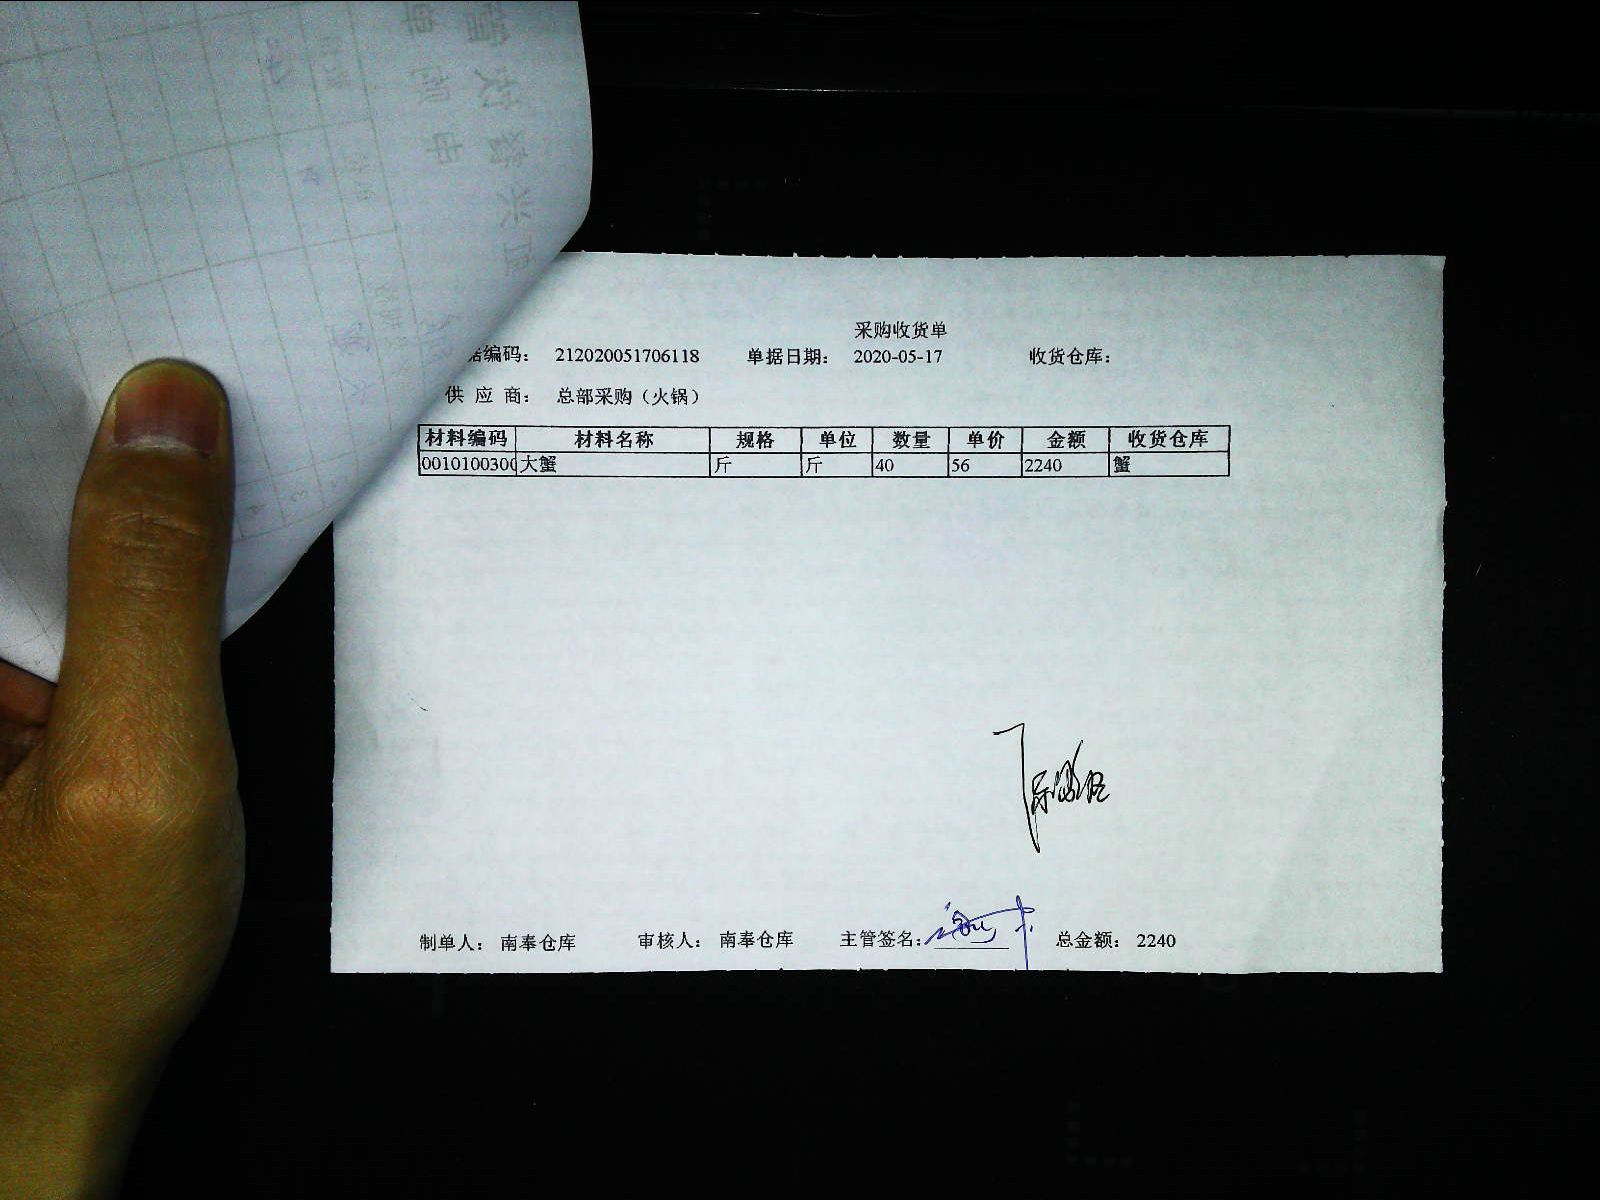 采购收货单
据编码： 212020051706118 单据日期： 2020-05-17 收货仓库：
供 应 商： 总部采购（火锅）
材料编码 材料名称 规格 单位 数量 单价 金额 收货仓库
0010100300 大蟹 斤 斤 40 56 2240 蟹
制单人： 南奉仓库 审核人： 南奉仓库 主管签名： 总金额： 2240